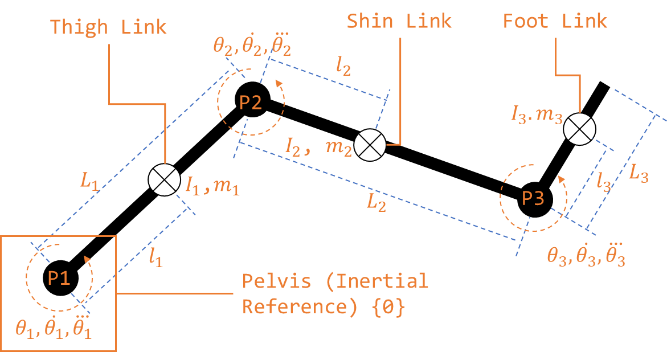 Thigh Link
Shin Link
Foot Link
θ₂, θ̇₂, θ⃛₂
l₂
P2
I₃.m₃
I₂, m₂
L₁
I₁,m₁
l₃
L₃
P3
L₂
l₁
θ₃, θ̇₃, θ⃛₃
P1
Pelvis (Inertial
Reference) {0}
θ₁, θ̇₁, θ⃛₁